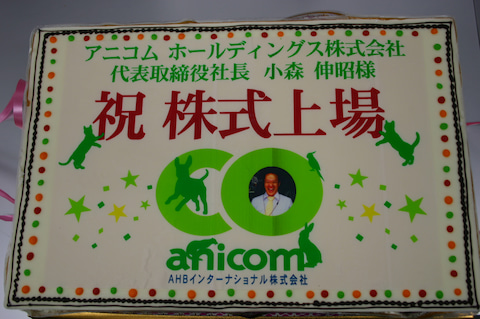 アニコム ホールディングス株式会社
代表取締役社長 小森 伸昭様
祝 株式上場
anicom
AHBインターナショナル株式会社